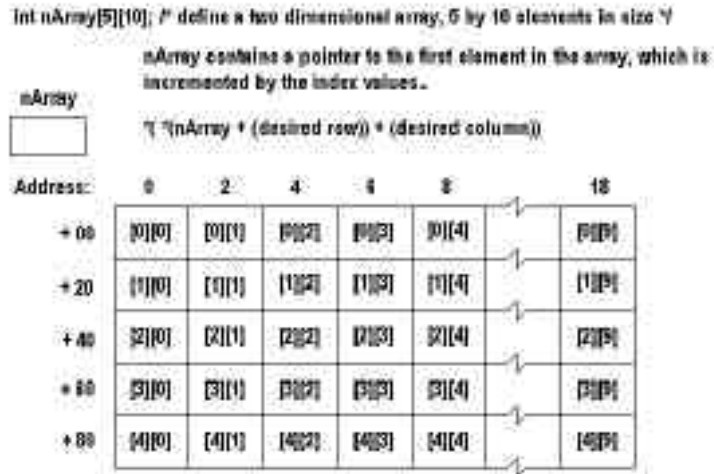 int nArray[5][10]; /* define a two dimensional array, 5 by 10 elements in size */
nArray contains a pointer to the first element in the array, which is
incremented by the index values.
nArray
*( *(nArray + (desired row)) + (desired column))
Address: 0 2 4 6 8 18
+ 00 [0][0] [0][1] [0][2] [0][3] [0][4] [0][9]
+ 20 [1][0] [1][1] [1][2] [1][3] [1][4] [1][9]
+ 40 [2][0] [2][1] [2][2] [2][3] [2][4] [2][9]
+ 60 [3][0] [3][1] [3][2] [3][3] [3][4] [3][9]
+ 80 [4][0] [4][1] [4][2] [4][3] [4][4] [4][9]